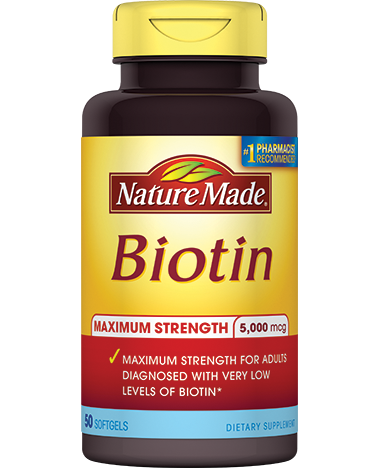 #1 PHARMACIST
RECOMMENDED
Nature Made®
Biotin
MAXIMUM STRENGTH 5,000 mcg
✓ MAXIMUM STRENGTH FOR ADULTS
DIAGNOSED WITH VERY LOW
LEVELS OF BIOTIN*
50 SOFTGELS DIETARY SUPPLEMENT